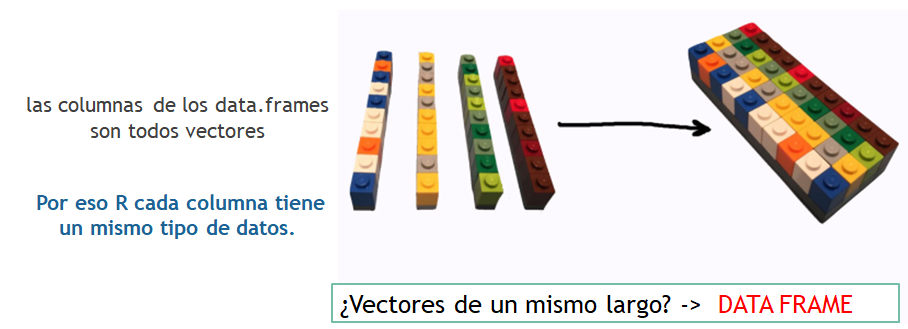 las columnas de los data.frames
son todos vectores
Por eso R cada columna tiene
un mismo tipo de datos.
¿Vectores de un mismo largo? -> DATA FRAME